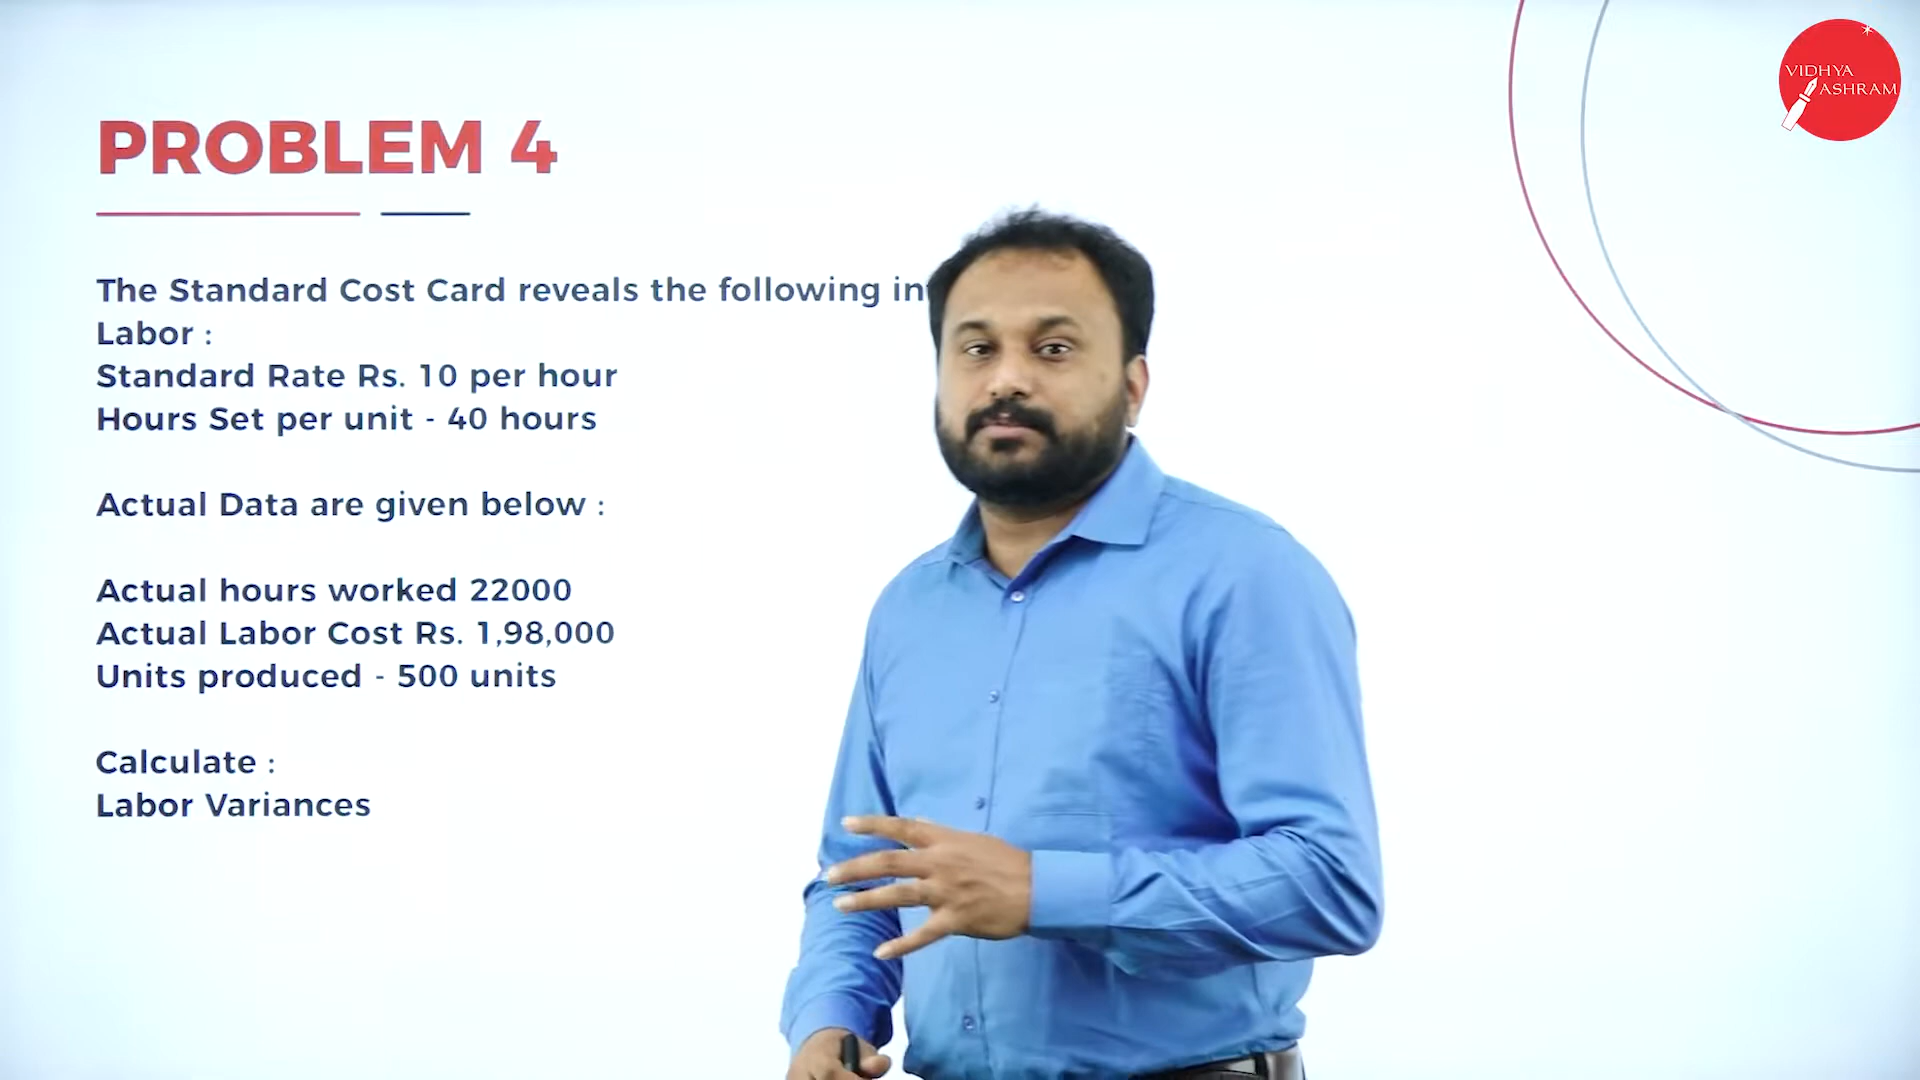 VIDHYA
ASHRAM
PROBLEM 4
The Standard Cost Card reveals the following
Labor :
Standard Rate Rs. 10 per hour
Hours Set per unit - 40 hours
Actual Data are given below :
Actual hours worked 22000
Actual Labor Cost Rs. 1,98,000
Units produced - 500 units
Calculate :
Labor Variances